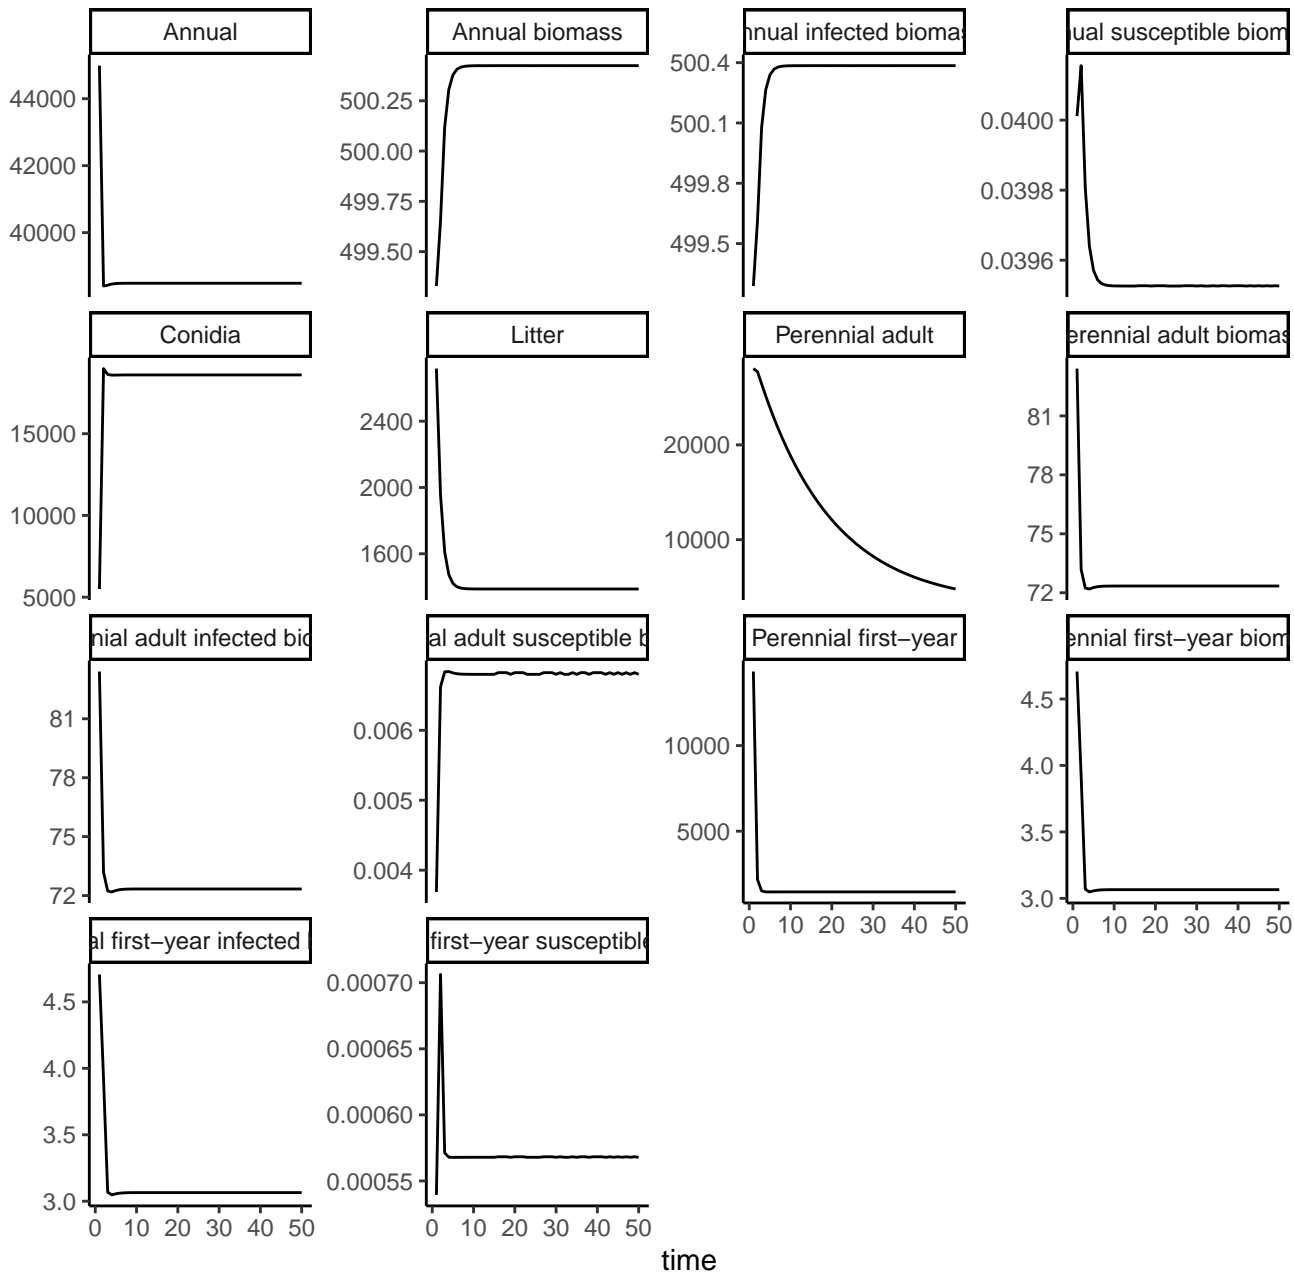 Annual
Annual biomass
nnual infected biomas
ual susceptible biom
44000
42000
40000
500.25
500.00
499.75
499.50
500.4
500.1
499.8
499.5
0.0400
0.0398
0.0396
Conidia
Litter
Perennial adult
erennial adult biomas
15000
10000
5000
2400
2000
1600
20000
10000
81
78
75
72
nial adult infected bio
al adult susceptible b
Perennial first−year
ennial first−year biom
81
78
75
72
0.006
0.005
0.004
10000
5000
4.5
4.0
3.5
3.0
0 10 20 30 40 50
0 10 20 30 40 50
al first−year infected
first−year susceptible
4.5
4.0
3.5
3.0
0.00070
0.00065
0.00060
0.00055
0 10 20 30 40 50
0 10 20 30 40 50
time